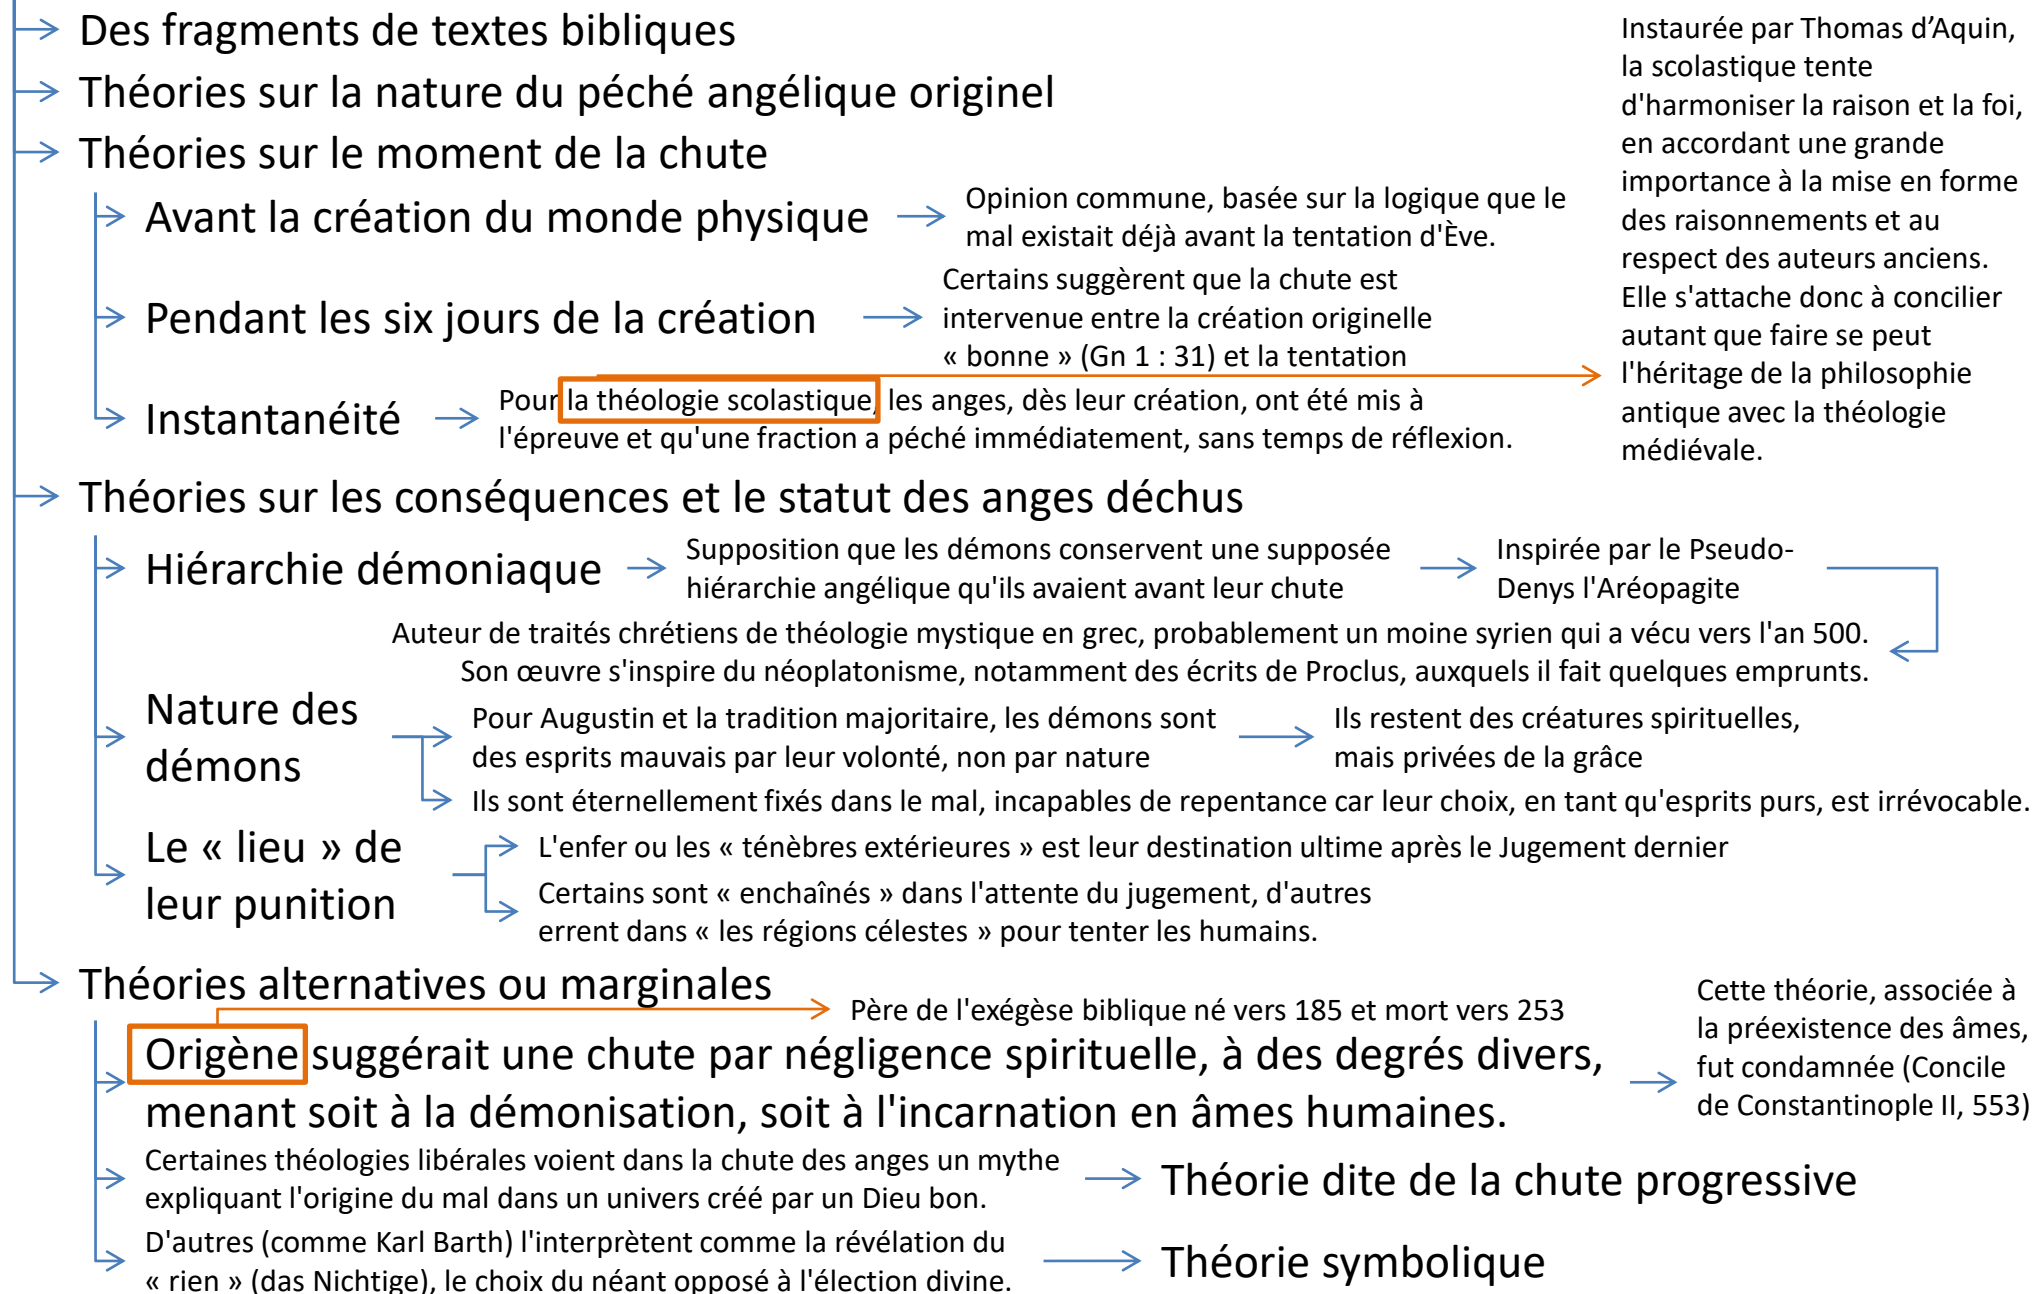 Des fragments de textes bibliques
Théories sur la nature du péché angélique originel
Théories sur le moment de la chute
Avant la création du monde physique
Opinion commune, basée sur la logique que le
mal existait déjà avant la tentation d'Ève.
Pendant les six jours de la création
Certains suggèrent que la chute est
intervenue entre la création originelle
« bonne » (Gn 1 : 31) et la tentation
Instantanéité
Pour la théologie scolastique, les anges, dès leur création, ont été mis à
l'épreuve et qu'une fraction a péché immédiatement, sans temps de réflexion.
Instaurée par Thomas d’Aquin,
la scolastique tente
d'harmoniser la raison et la foi,
en accordant une grande
importance à la mise en forme
des raisonnements et au
respect des auteurs anciens.
Elle s'attache donc à concilier
autant que faire se peut
l'héritage de la philosophie
antique avec la théologie
médiévale.
Théories sur les conséquences et le statut des anges déchus
Hiérarchie démoniaque
Supposition que les démons conservent une supposée
hiérarchie angélique qu'ils avaient avant leur chute
Inspirée par le Pseudo-
Denys l'Aréopagite
Auteur de traités chrétiens de théologie mystique en grec, probablement un moine syrien qui a vécu vers l'an 500.
Son œuvre s'inspire du néoplatonisme, notamment des écrits de Proclus, auxquels il fait quelques emprunts.
Nature des
démons
Pour Augustin et la tradition majoritaire, les démons sont
des esprits mauvais par leur volonté, non par nature
Ils restent des créatures spirituelles,
mais privées de la grâce
Ils sont éternellement fixés dans le mal, incapables de repentance car leur choix, en tant qu'esprits purs, est irrévocable.
Le « lieu » de
leur punition
L'enfer ou les « ténèbres extérieures » est leur destination ultime après le Jugement dernier
Certains sont « enchaînés » dans l'attente du jugement, d'autres
errent dans « les régions célestes » pour tenter les humains.
Théories alternatives ou marginales
Père de l'exégèse biblique né vers 185 et mort vers 253
Origène suggérait une chute par négligence spirituelle, à des degrés divers,
menant soit à la démonisation, soit à l'incarnation en âmes humaines.
Cette théorie, associée à
la préexistence des âmes,
fut condamnée (Concile
de Constantinople II, 553)
Certaines théologies libérales voient dans la chute des anges un mythe
expliquant l'origine du mal dans un univers créé par un Dieu bon.
Théorie dite de la chute progressive
D'autres (comme Karl Barth) l'interprètent comme la révélation du
« rien » (das Nichtige), le choix du néant opposé à l'élection divine.
Théorie symbolique